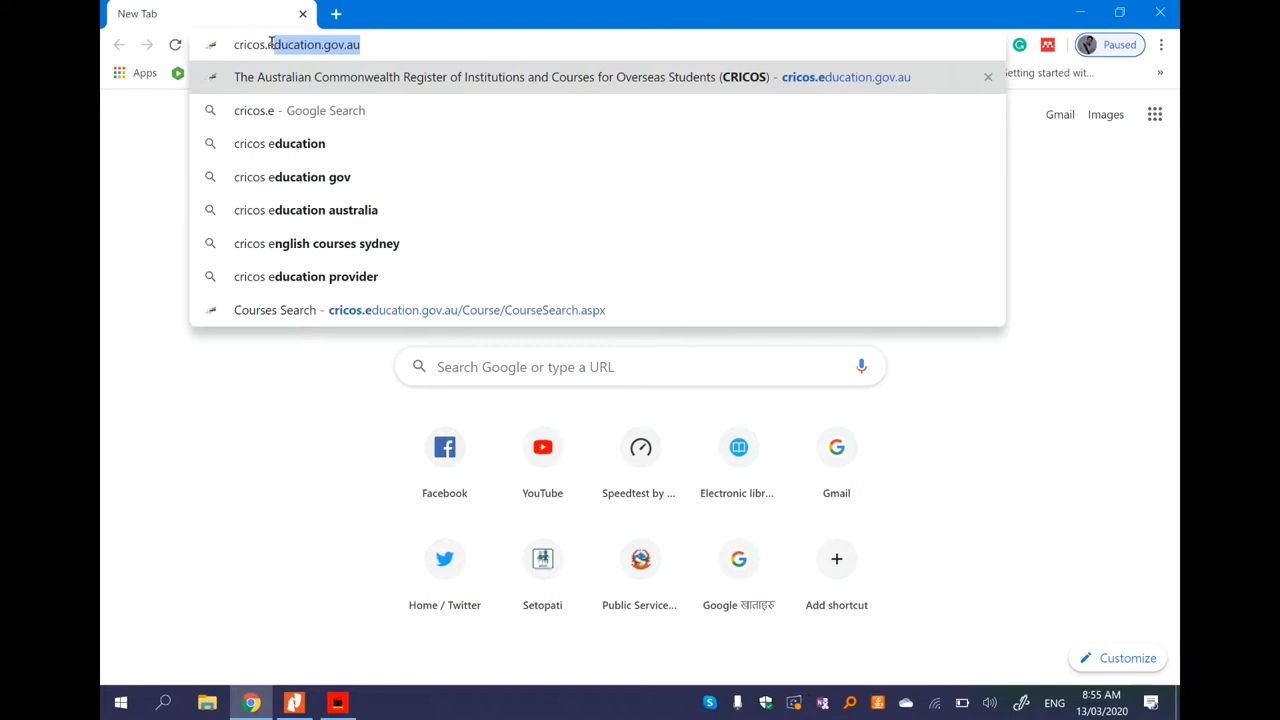 New Tab
cricos.education.gov.au
Paused
Apps
Getting started wit...
»
The Australian Commonwealth Register of Institutions and Courses for Overseas Students (CRICOS) - cricos.education.gov.au
cricos.e - Google Search
Gmail Images
cricos education
cricos education gov
cricos education australia
cricos english courses sydney
cricos education provider
Courses Search - cricos.education.gov.au/Course/CourseSearch.aspx
Search Google or type a URL
Facebook YouTube Speedtest by ... Electronic libr... Gmail
Home / Twitter Setopati Public Service... Google खाताहरु Add shortcut
Customize
ENG
8:55 AM
13/03/2020